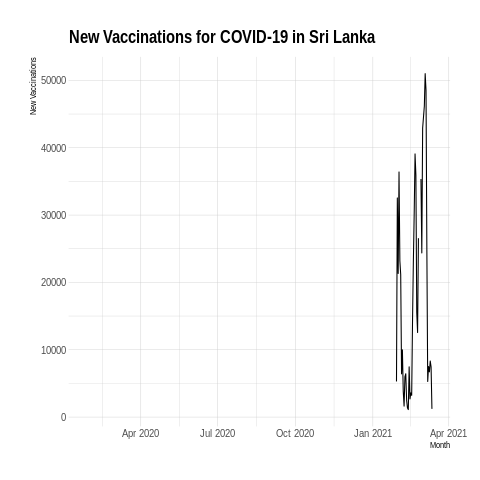 New Vaccinations for COVID-19 in Sri Lanka
New Vaccinations
50000
40000
30000
20000
10000
0
Apr 2020 Jul 2020 Oct 2020 Jan 2021 Apr 2021
Month